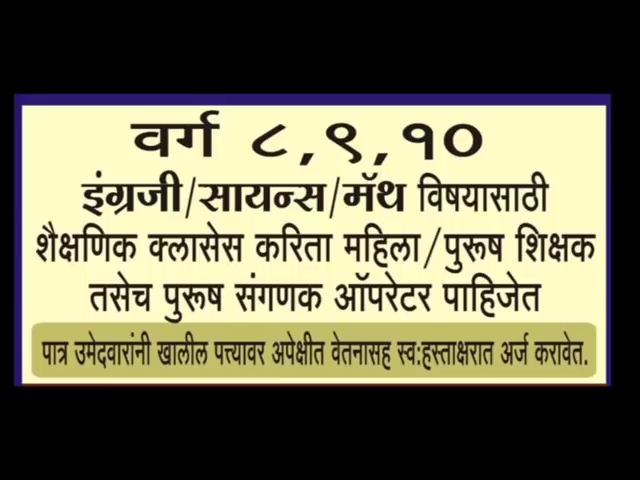 वर्ग ८,९,१०
इंग्रजी/सायन्स/मॅथ विषयासाठी
शैक्षणिक क्लासेस करिता महिला/पुरूष शिक्षक
तसेच पुरूष संगणक ऑपरेटर पाहिजेत
पात्र उमेदवारांनी खालील पत्त्यावर अपेक्षीत वेतनासह स्व:हस्ताक्षरात अर्ज करावेत.